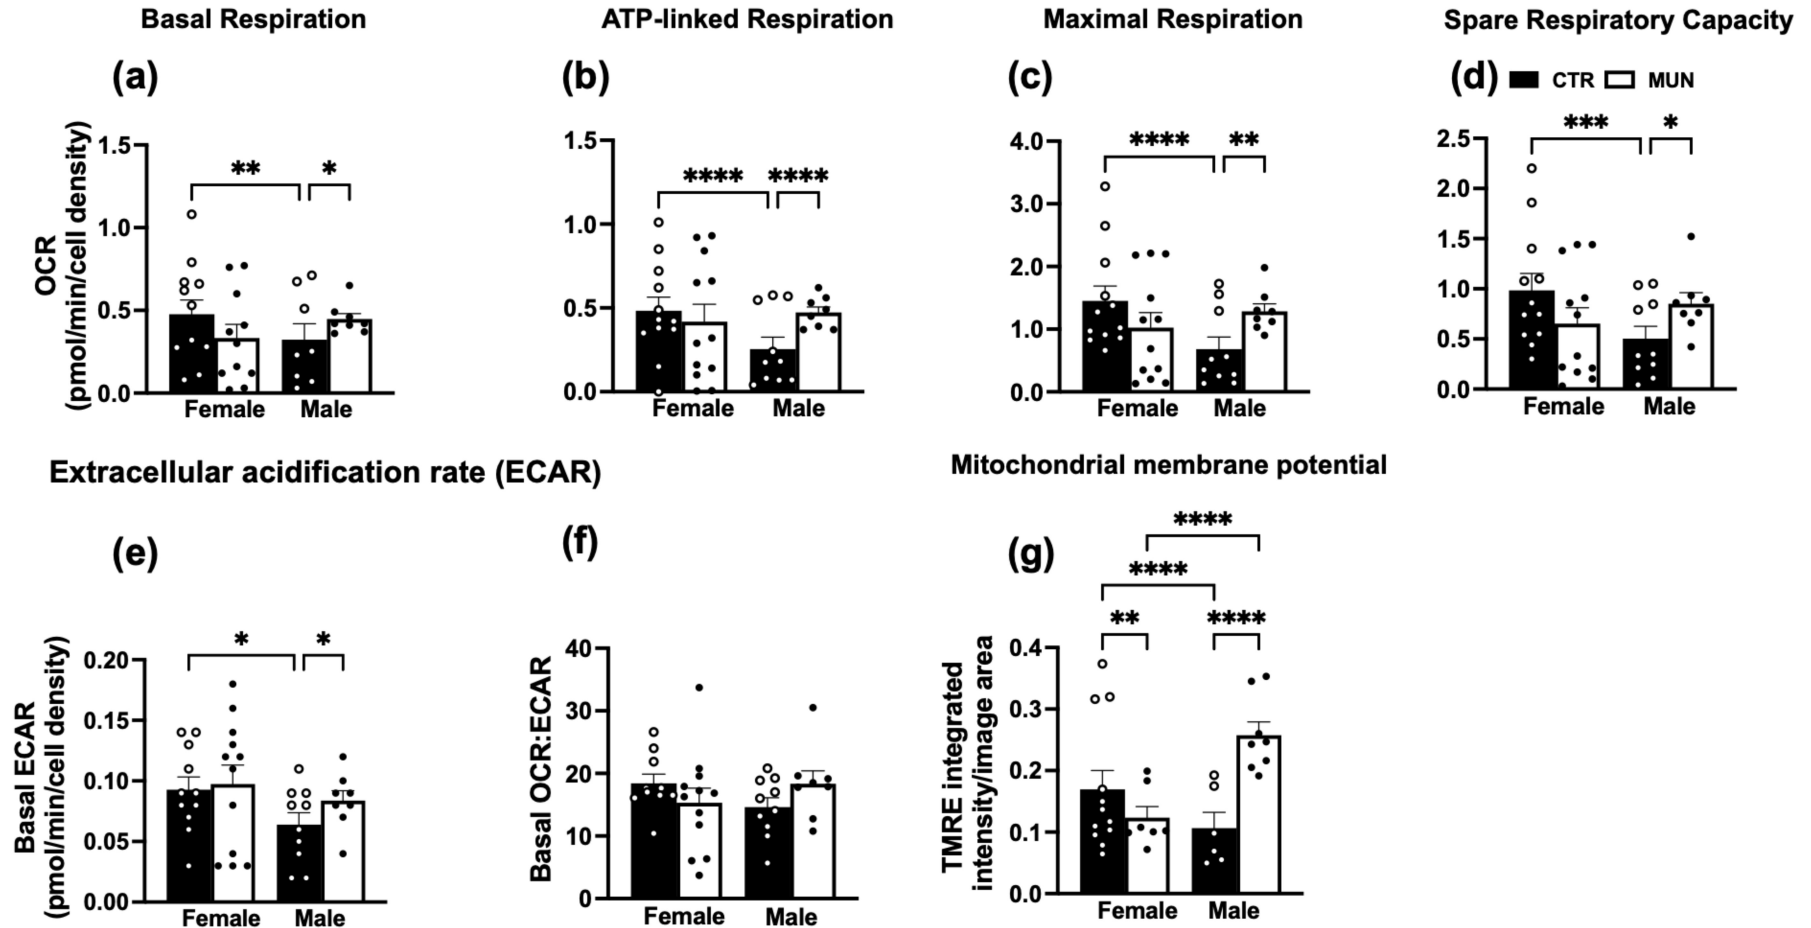 Basal Respiration
ATP-linked Respiration
Maximal Respiration
Spare Respiratory Capacity
(a)
(b)
(c)
(d)
CTR
MUN
OCR
(pmol/min/cell density)
1.5
1.0
0.5
0.0
**
*
Female
Male
1.5
1.0
0.5
0.0
****
****
Female
Male
4.0
3.0
2.0
1.0
0.0
****
**
Female
Male
2.5
2.0
1.5
1.0
0.5
0.0
***
*
Female
Male
Extracellular acidification rate (ECAR)
Mitochondrial membrane potential
(e)
(f)
(g)
Basal ECAR
(pmol/min/cell density)
0.20
0.15
0.10
0.05
0.00
*
*
Female
Male
Basal OCR:ECAR
40
30
20
10
0
Female
Male
TMRE integrated
intensity/image area
0.4
0.3
0.2
0.1
0.0
****
****
**
****
Female
Male